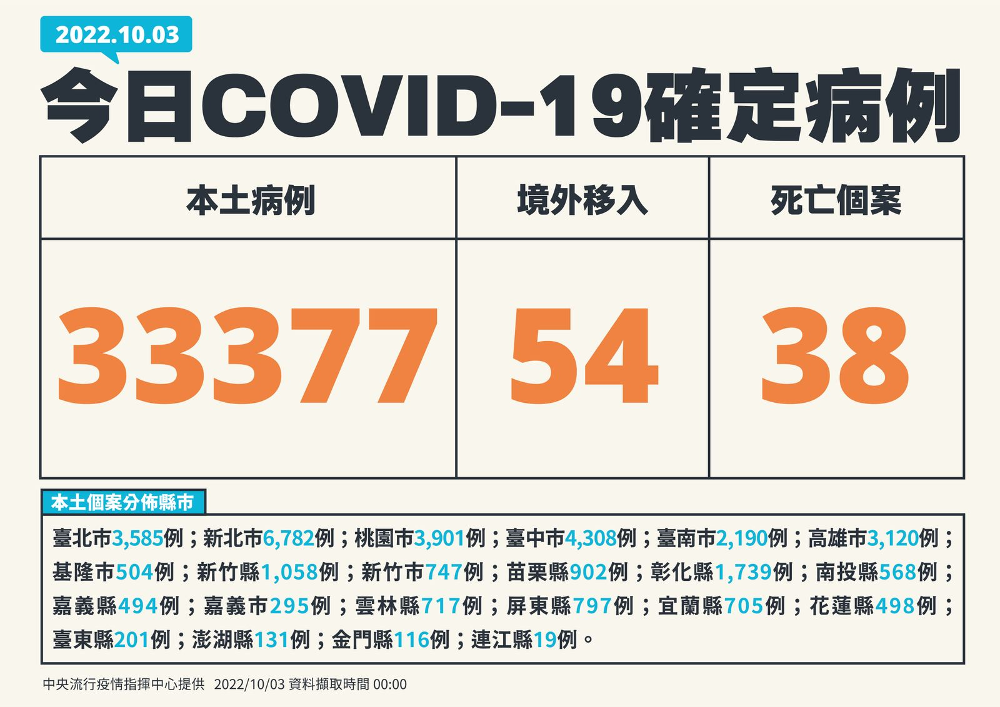 2022.10.03
今日COVID-19確定病例
本土病例 境外移入 死亡個案
33377 54 38
本土個案分佈縣市
臺北市3,585例；新北市6,782例；桃園市3,901例；臺中市4,308例；臺南市2,190例；高雄市3,120例；
基隆市504例；新竹縣1,058例；新竹市747例；苗栗縣902例；彰化縣1,739例；南投縣568例；
嘉義縣494例；嘉義市295例；雲林縣717例；屏東縣797例；宜蘭縣705例；花蓮縣498例；
臺東縣201例；澎湖縣131例；金門縣116例；連江縣19例。
中央流行疫情指揮中心提供 2022/10/03 資料擷取時間 00:00